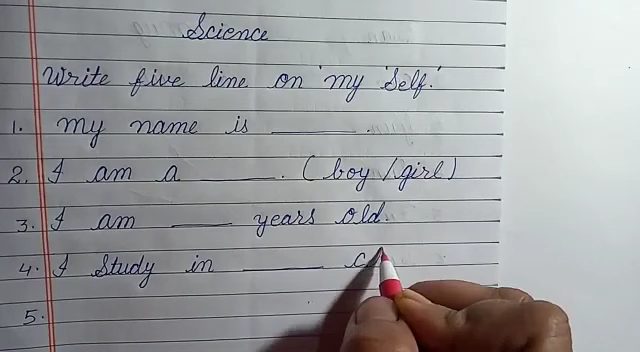 Science
Write five line on 'my self.'
1. My name is ______.
2. I am a ______. (boy/girl)
3. I am ____ years old.
4. I study in ______ c
5.